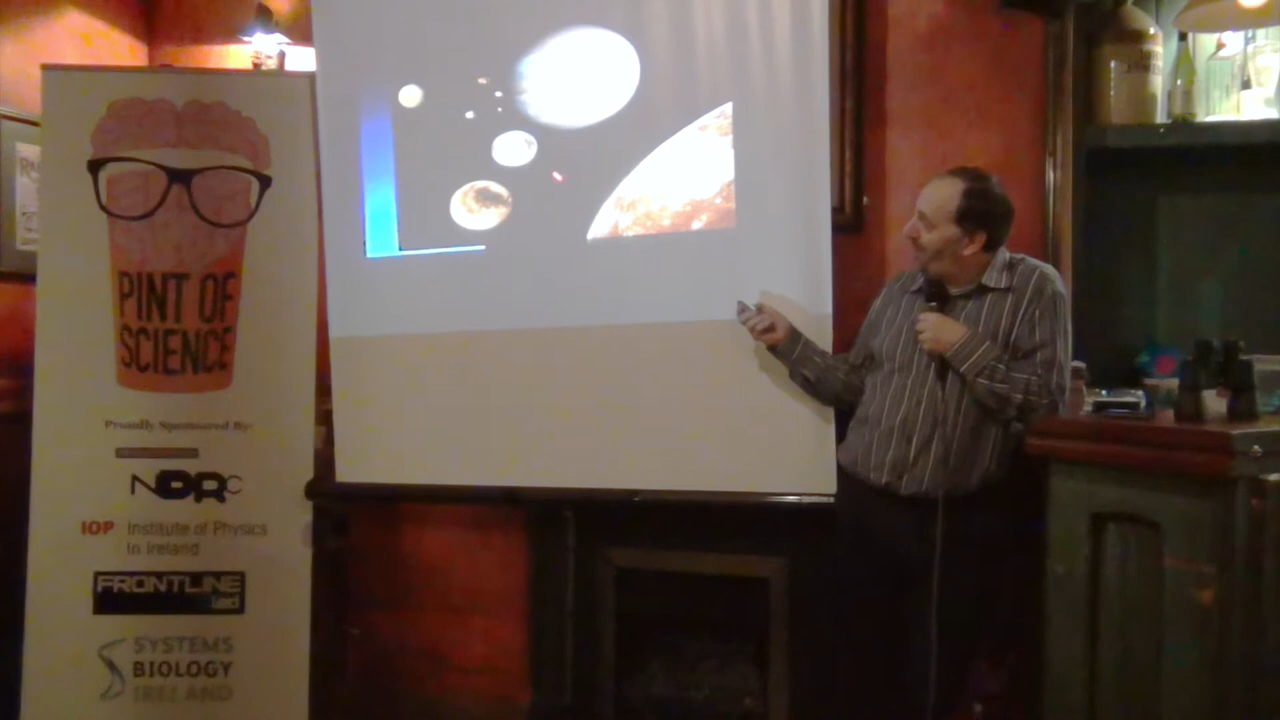 PINT OF
SCIENCE
Proudly Sponsored By:
NDRC
IOP Institute of Physics
In Ireland
FRONTLINE
SYSTEMS
BIOLOGY
IRELAND